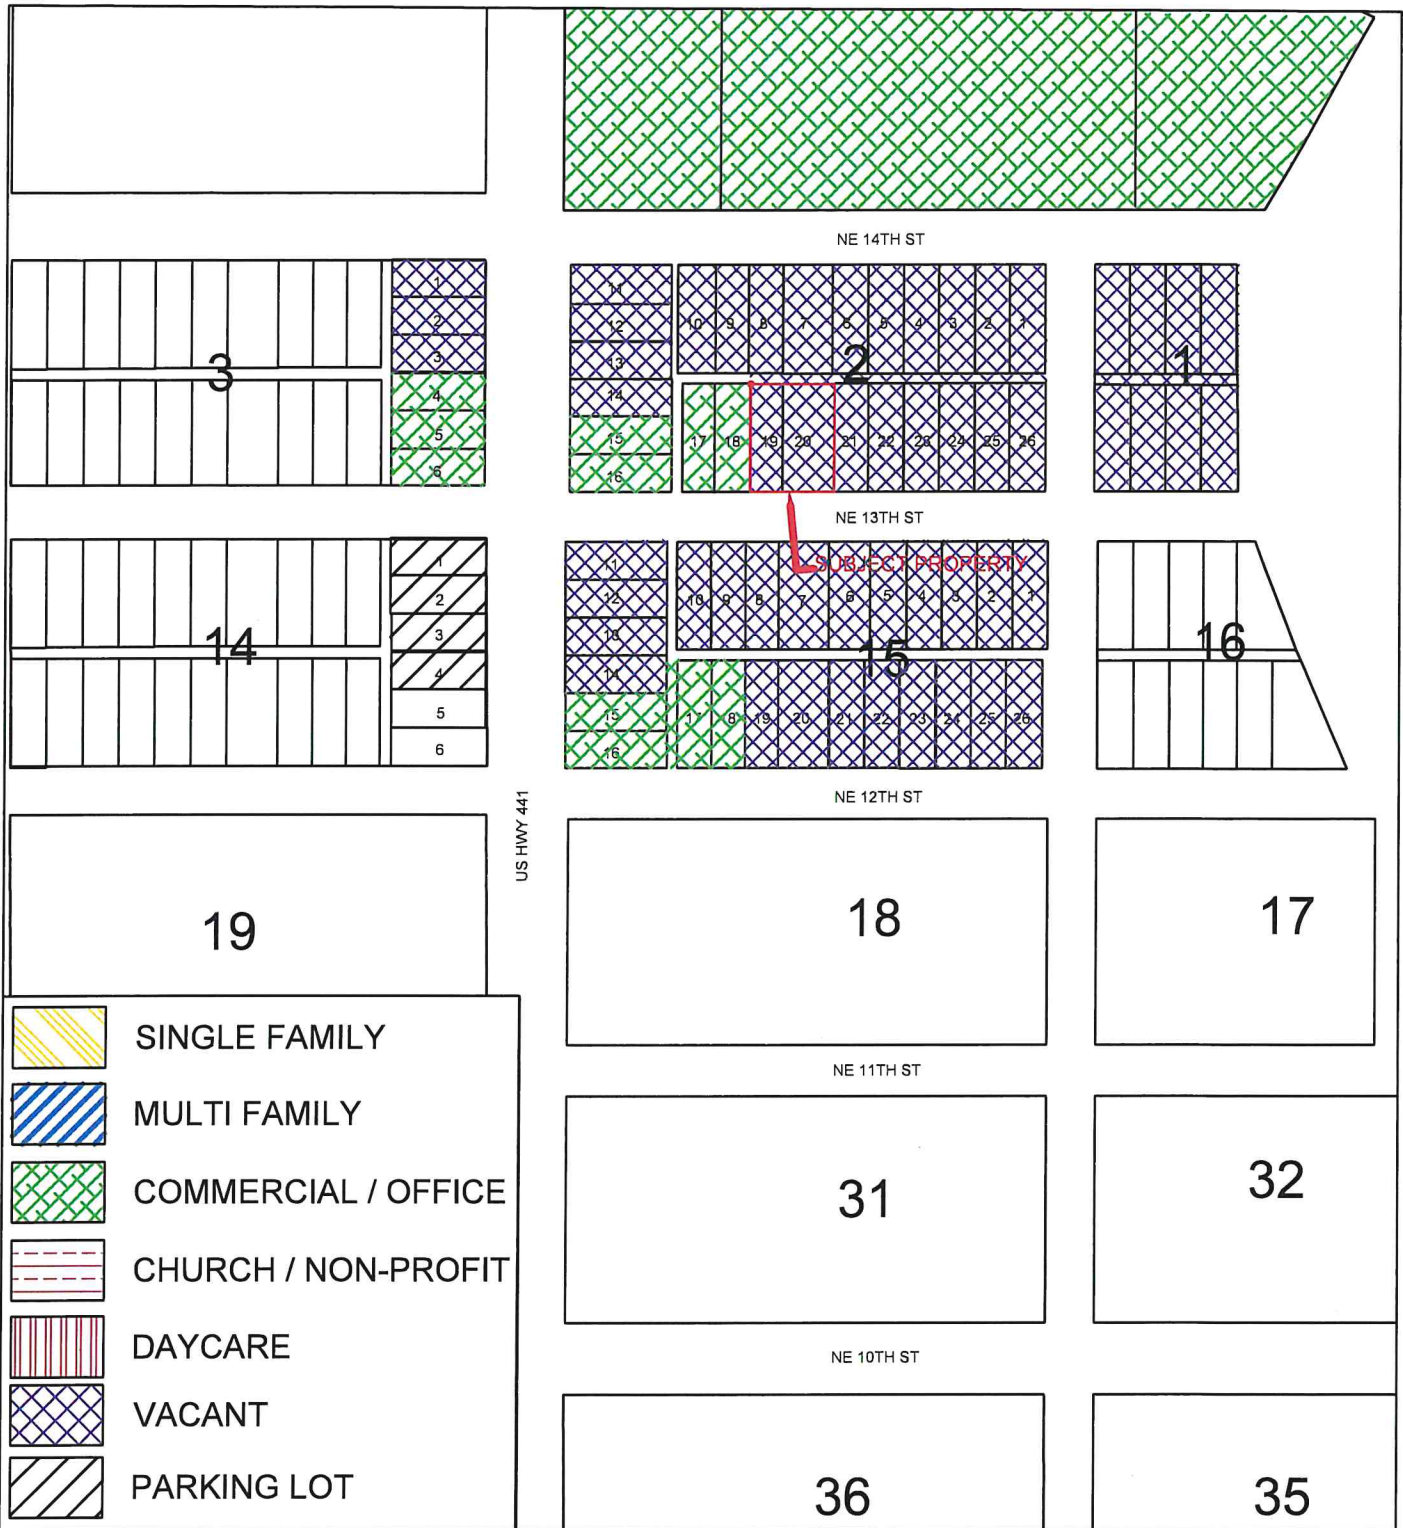 NE 14TH ST
1
2
3
4
5
6
3
11
12
13
14
15
16
10 9 8 7 6 5 4 3 2 1
2
17 18 19 20 21 22 23 24 25 26
1
NE 13TH ST
SUBJECT PROPERTY
1
2
3
4
5
6
14
11
12
13
14
15
16
10 9 8 7 6 5 4 3 2 1
15
17 18 19 20 21 22 23 24 25 26
16
NE 12TH ST
US HWY 441
19
18
17
NE 11TH ST
31
32
NE 10TH ST
36
35
SINGLE FAMILY
MULTI FAMILY
COMMERCIAL / OFFICE
CHURCH / NON-PROFIT
DAYCARE
VACANT
PARKING LOT